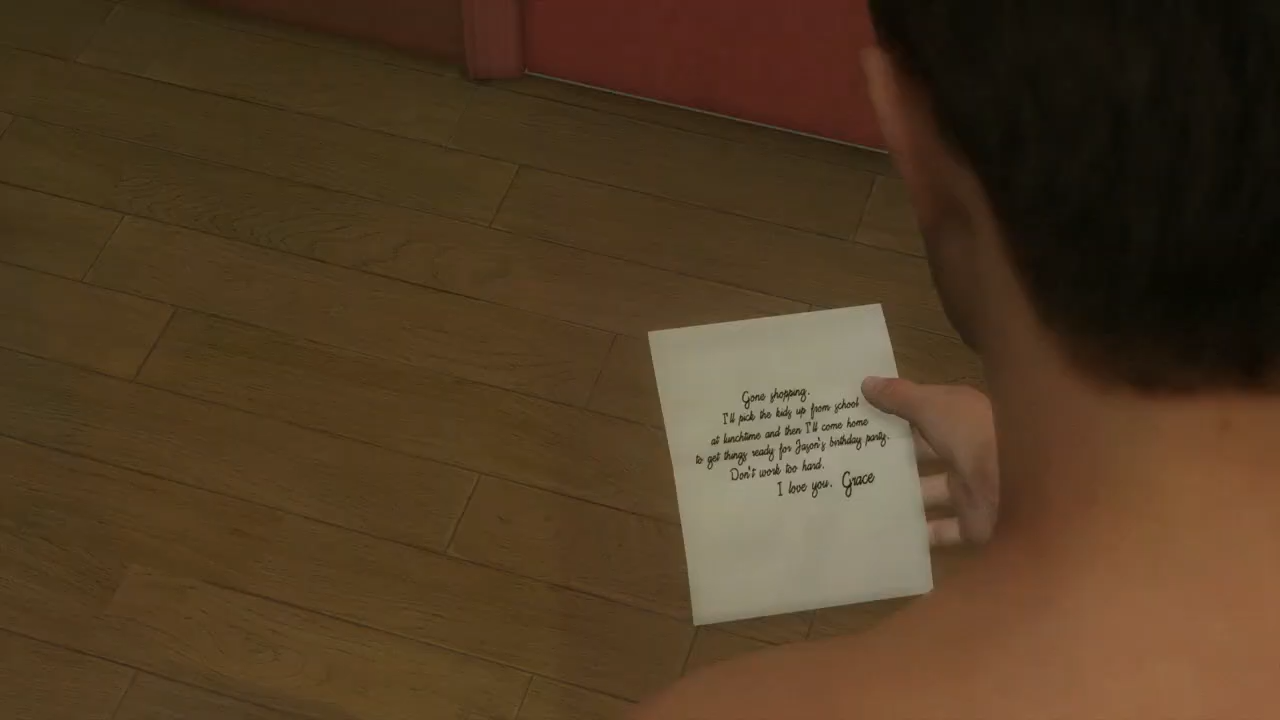 Gone shopping.
I'll pick the kids up from school
at lunchtime and then I'll come home
to get things ready for Jason's birthday party.
Don't work too hard.
I love you. Grace